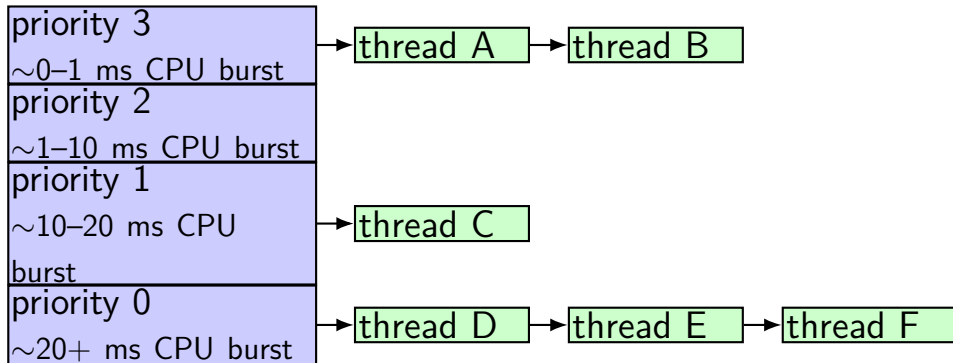 priority 3
∼0–1 ms CPU burst
thread A
thread B
priority 2
∼1–10 ms CPU burst
priority 1
∼10–20 ms CPU
burst
thread C
priority 0
∼20+ ms CPU burst
thread D
thread E
thread F